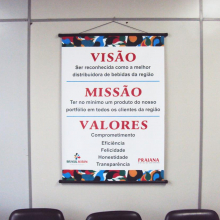 VISÃO
Ser reconhecida como a melhor
distribuidora de bebidas da região
MISSÃO
Ter no mínimo um produto do nosso
portfólio em todos os clientes da região
VALORES
Comprometimento
Eficiência
Felicidade
Honestidade
Transparência
PRAIANA